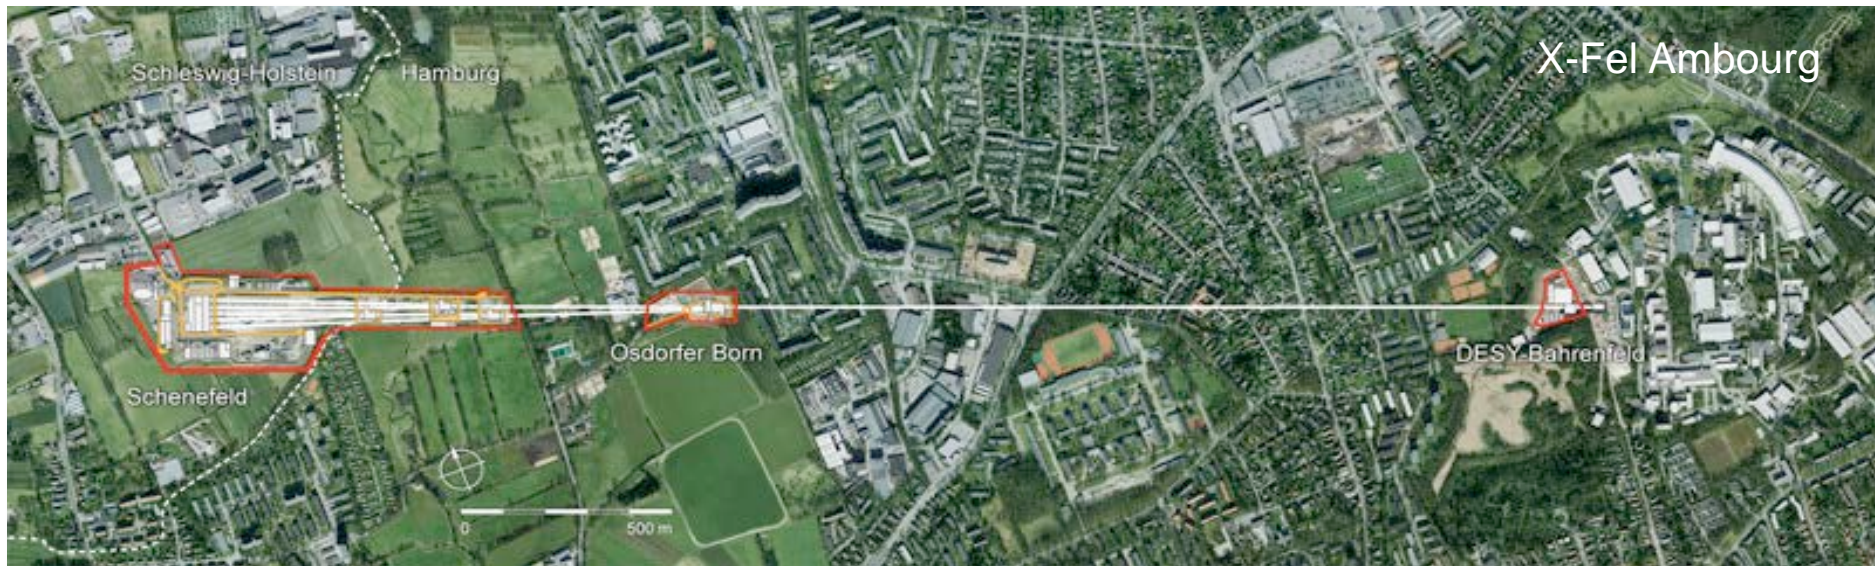 X-Fel Ambourg
Schleswig-Holstein
Hamburg
Osdorfer Born
DESY-Bahrenfeld
Schenefeld
0
500 m